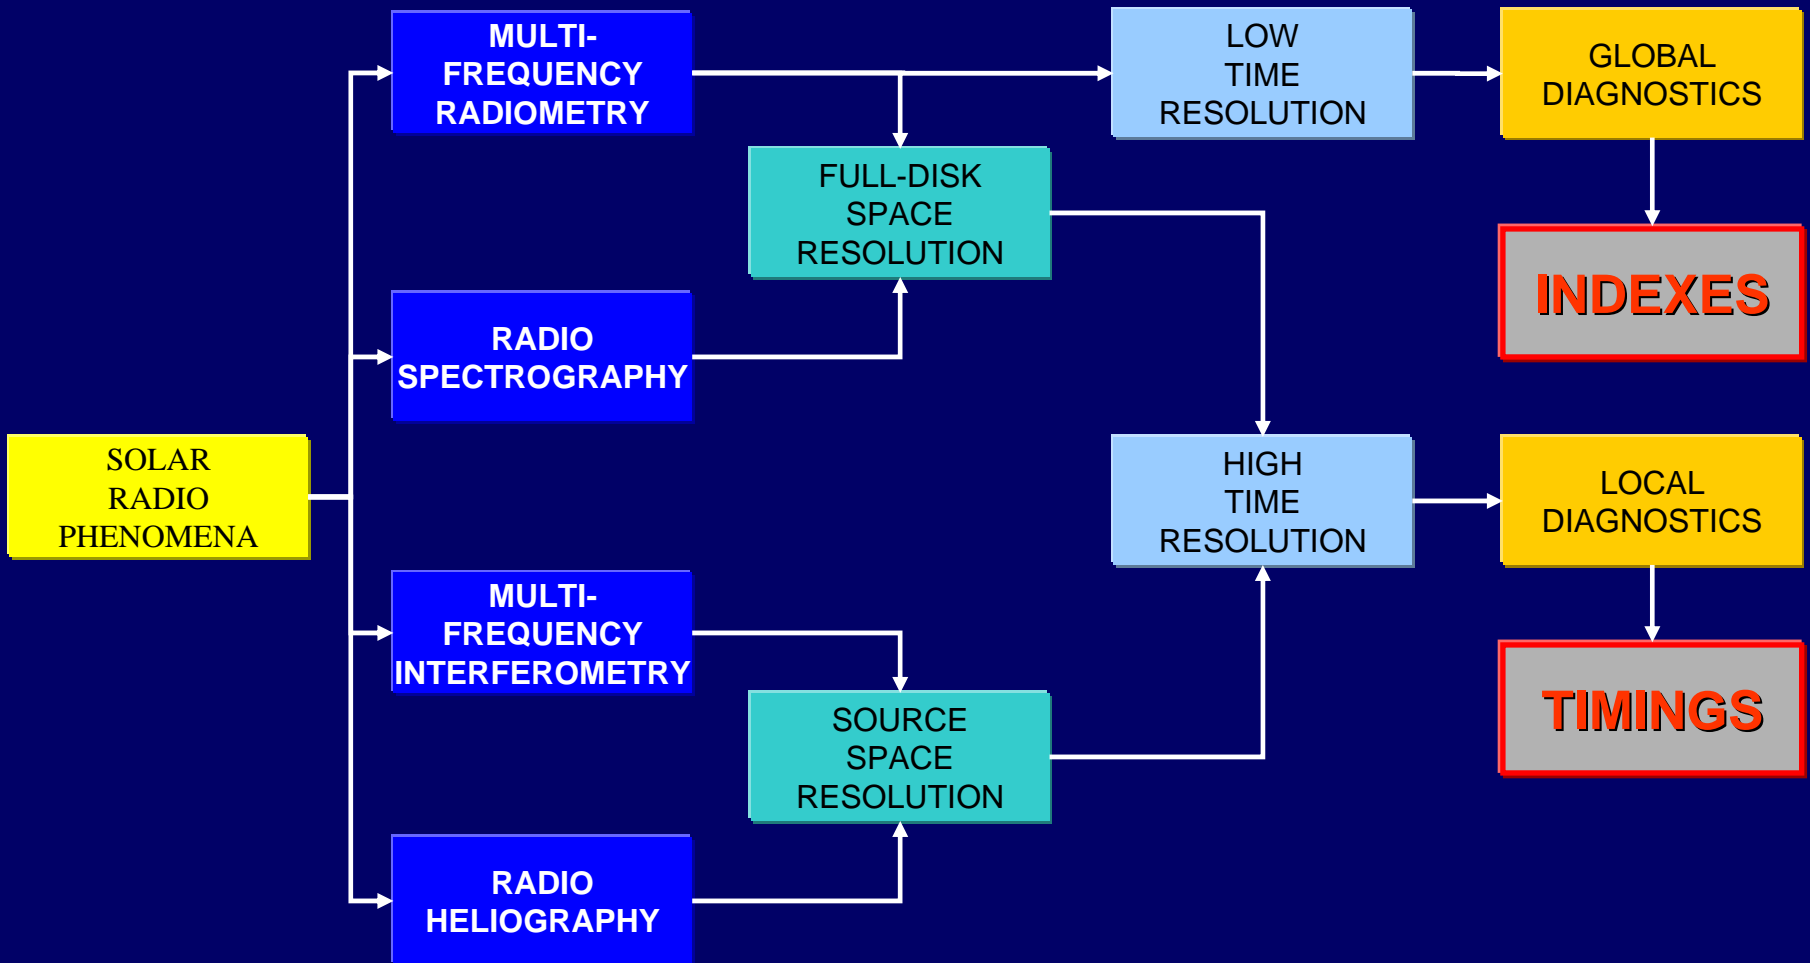 MULTI-
FREQUENCY
RADIOMETRY
LOW
TIME
RESOLUTION
GLOBAL
DIAGNOSTICS
FULL-DISK
SPACE
RESOLUTION
INDEXES
RADIO
SPECTROGRAPHY
SOLAR
RADIO
PHENOMENA
HIGH
TIME
RESOLUTION
LOCAL
DIAGNOSTICS
MULTI-
FREQUENCY
INTERFEROMETRY
SOURCE
SPACE
RESOLUTION
TIMINGS
RADIO
HELIOGRAPHY